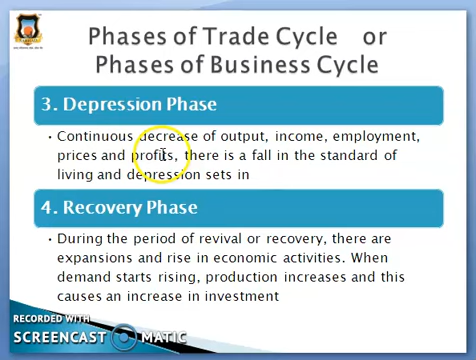 Phases of Trade Cycle or
Phases of Business Cycle
3. Depression Phase
• Continuous decrease of output, income, employment,
prices and profits, there is a fall in the standard of
living and depression sets in
4. Recovery Phase
• During the period of revival or recovery, there are
expansions and rise in economic activities. When
demand starts rising, production increases and this
causes an increase in investment
RECORDED WITH
SCREENCAST MATIC